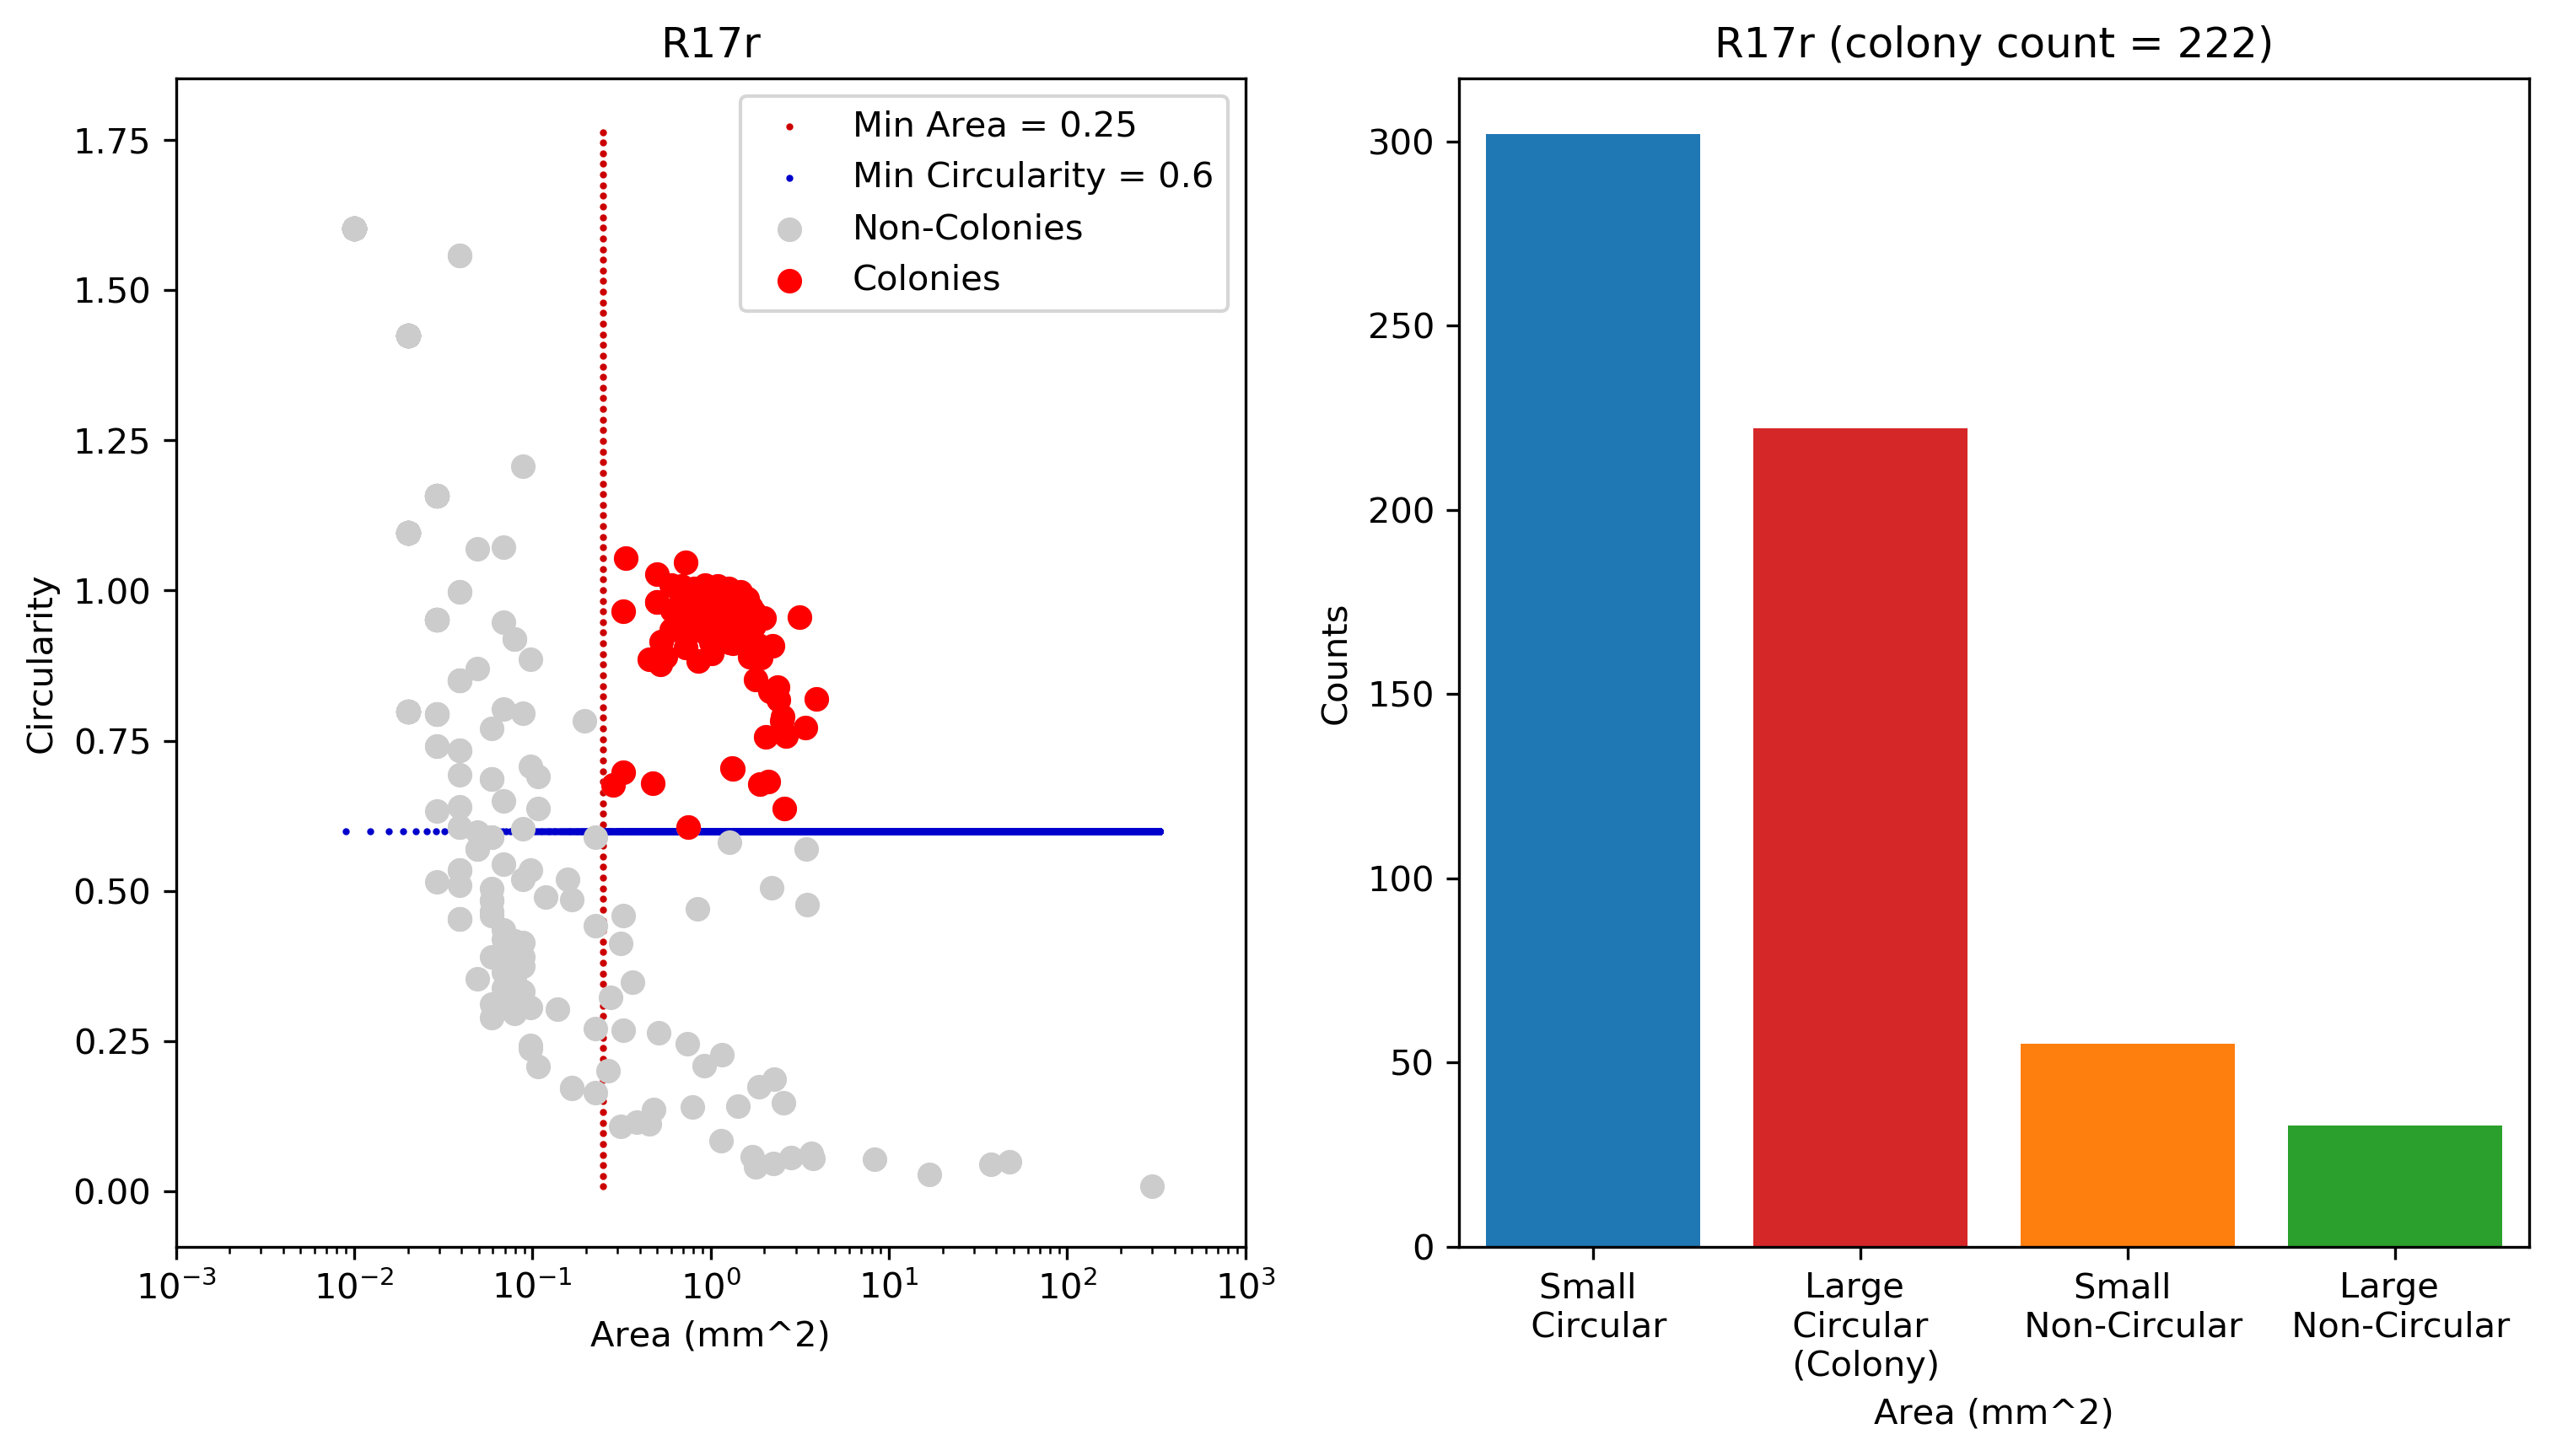 R17r
Min Area = 0.25
Min Circularity = 0.6
Non-Colonies
Colonies
1.75
1.50
1.25
1.00
0.75
0.50
0.25
0.00
Circularity
10⁻³ 10⁻² 10⁻¹ 10⁰ 10¹ 10² 10³
Area (mm^2)
R17r (colony count = 222)
300
250
200
150
100
50
0
Counts
Small
Circular
Large
Circular
(Colony)
Small
Non-Circular
Large
Non-Circular
Area (mm^2)